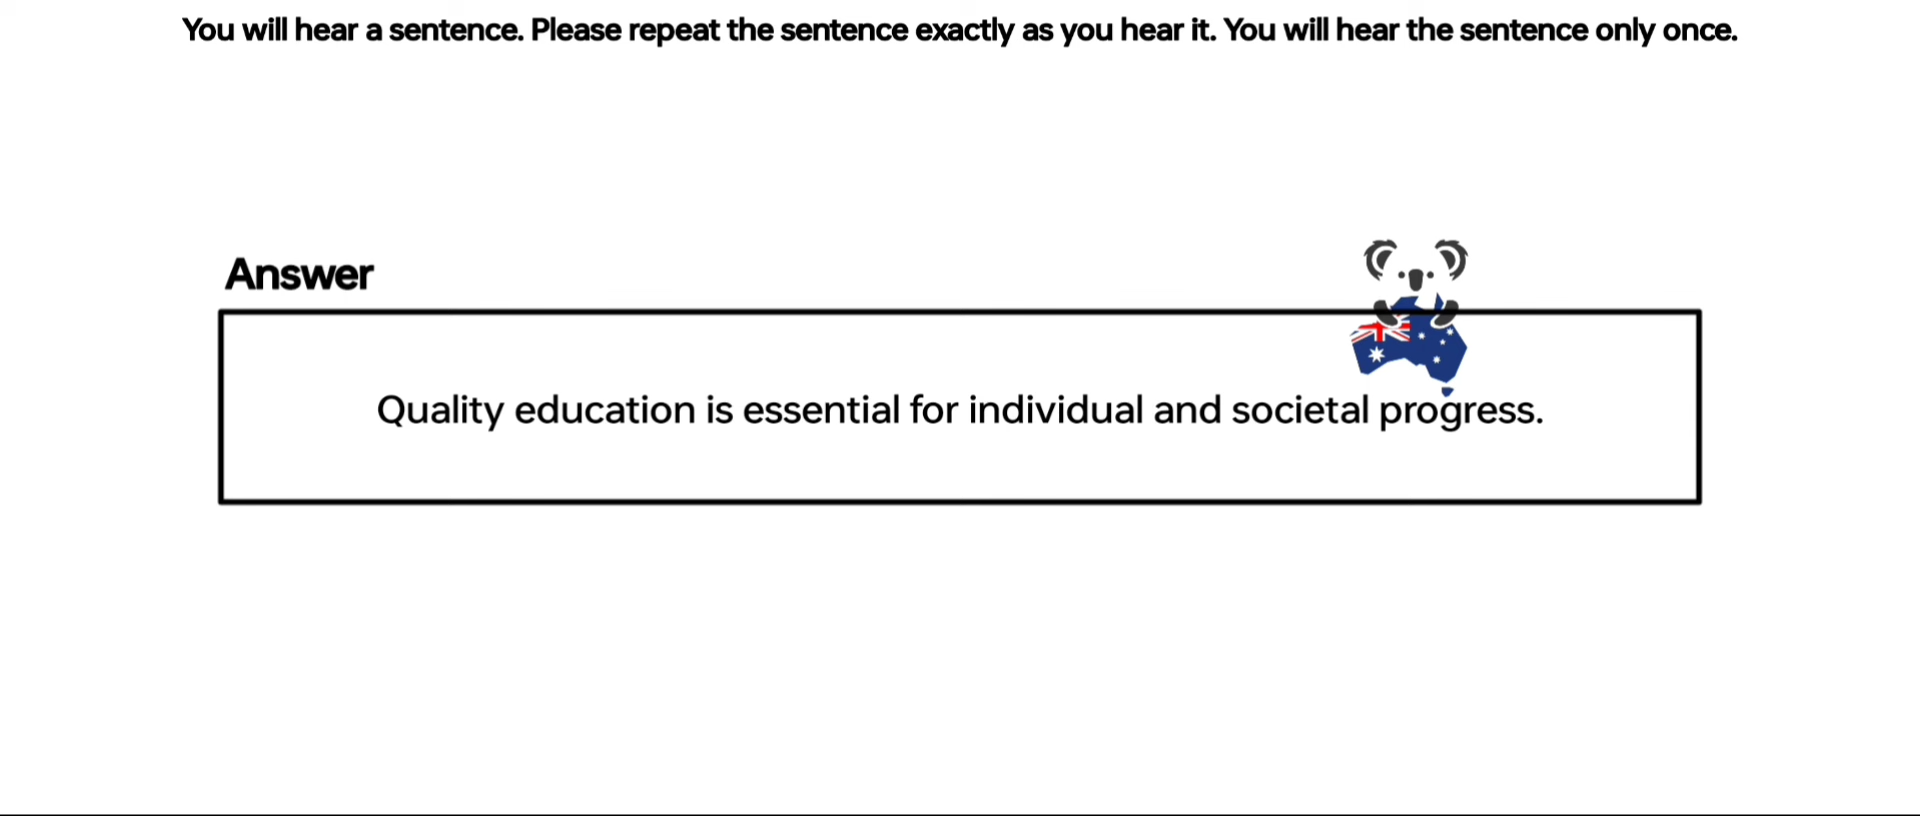 You will hear a sentence. Please repeat the sentence exactly as you hear it. You will hear the sentence only once.
Answer
Quality education is essential for individual and societal progress.